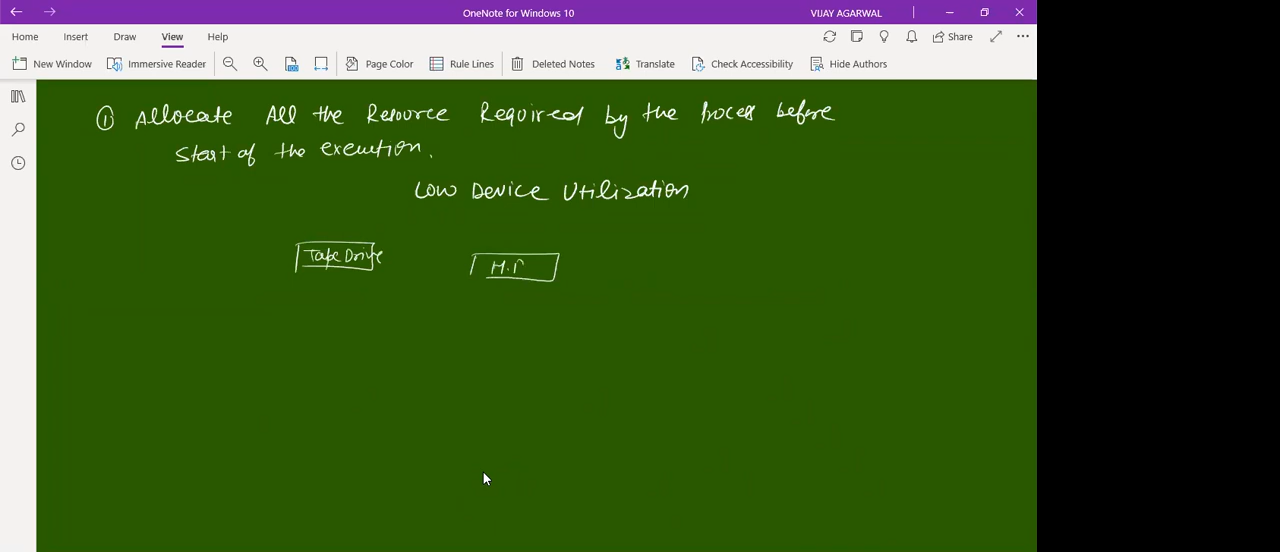 OneNote for Windows 10
VIJAY AGARWAL
Home Insert Draw View Help
Share
New Window Immersive Reader Page Color Rule Lines Deleted Notes Translate Check Accessibility Hide Authors
① Allocate All the Resource Required by the Process before
start of the execution.
Low Device Utilization
Tape Drive